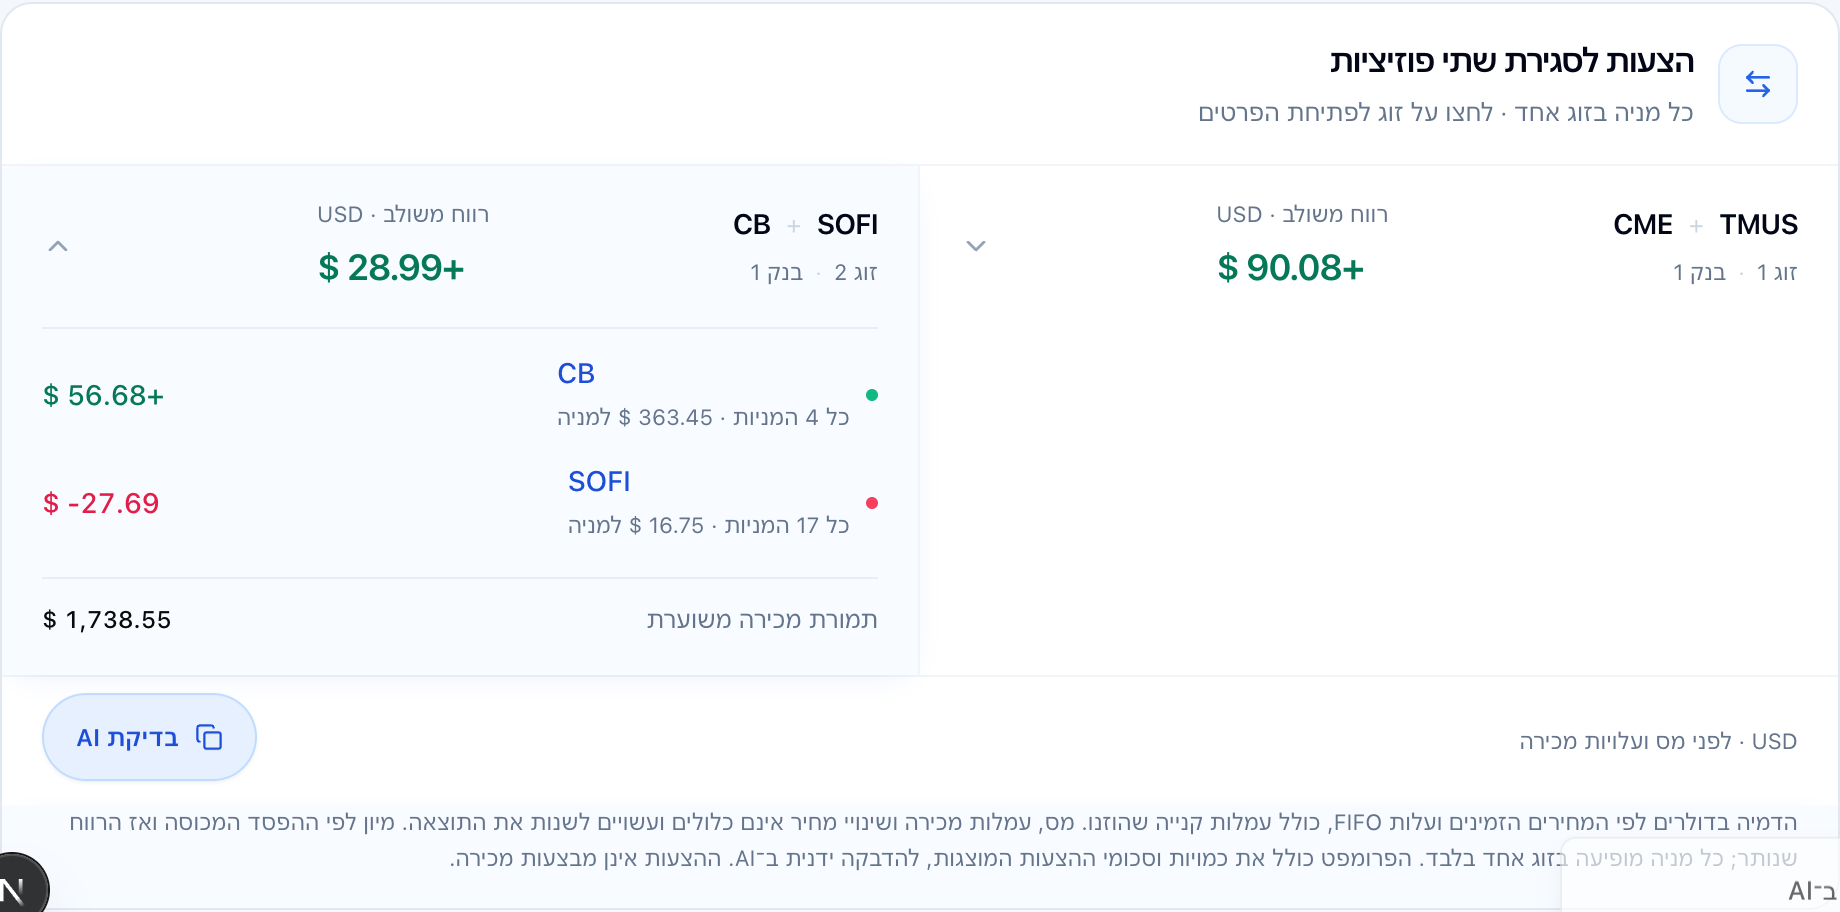 הצעות לסגירת שתי פוזיציות
כל מניה בזוג אחד · לחצו על זוג לפתיחת הפרטים
TMUS + CME
זוג 1 · בנק 1
רווח משולב · USD
$ 90.08+
SOFI + CB
זוג 2 · בנק 1
רווח משולב · USD
$ 28.99+
CB
כל 4 המניות · 363.45 $ למניה
$ 56.68+
SOFI
כל 17 המניות · 16.75 $ למניה
$ -27.69
תמורת מכירה משוערת
$ 1,738.55
USD · לפני מס ועלויות מכירה
בדיקת AI
הדמיה בדולרים לפי המחירים הזמינים ועלות FIFO, כולל עמלות קנייה שהוזנו. מס, עמלות מכירה ושינויי מחיר אינם כלולים ועשויים לשנות את התוצאה. מיון לפי ההפסד המכוסה ואז הרווח
שנותר; כל מניה מופיעה בזוג אחד בלבד. הפרומפט כולל את כמויות וסכומי ההצעות המוצגות, להדבקה ידנית ב־AI. ההצעות אינן מבצעות מכירה.
ב־AI
N